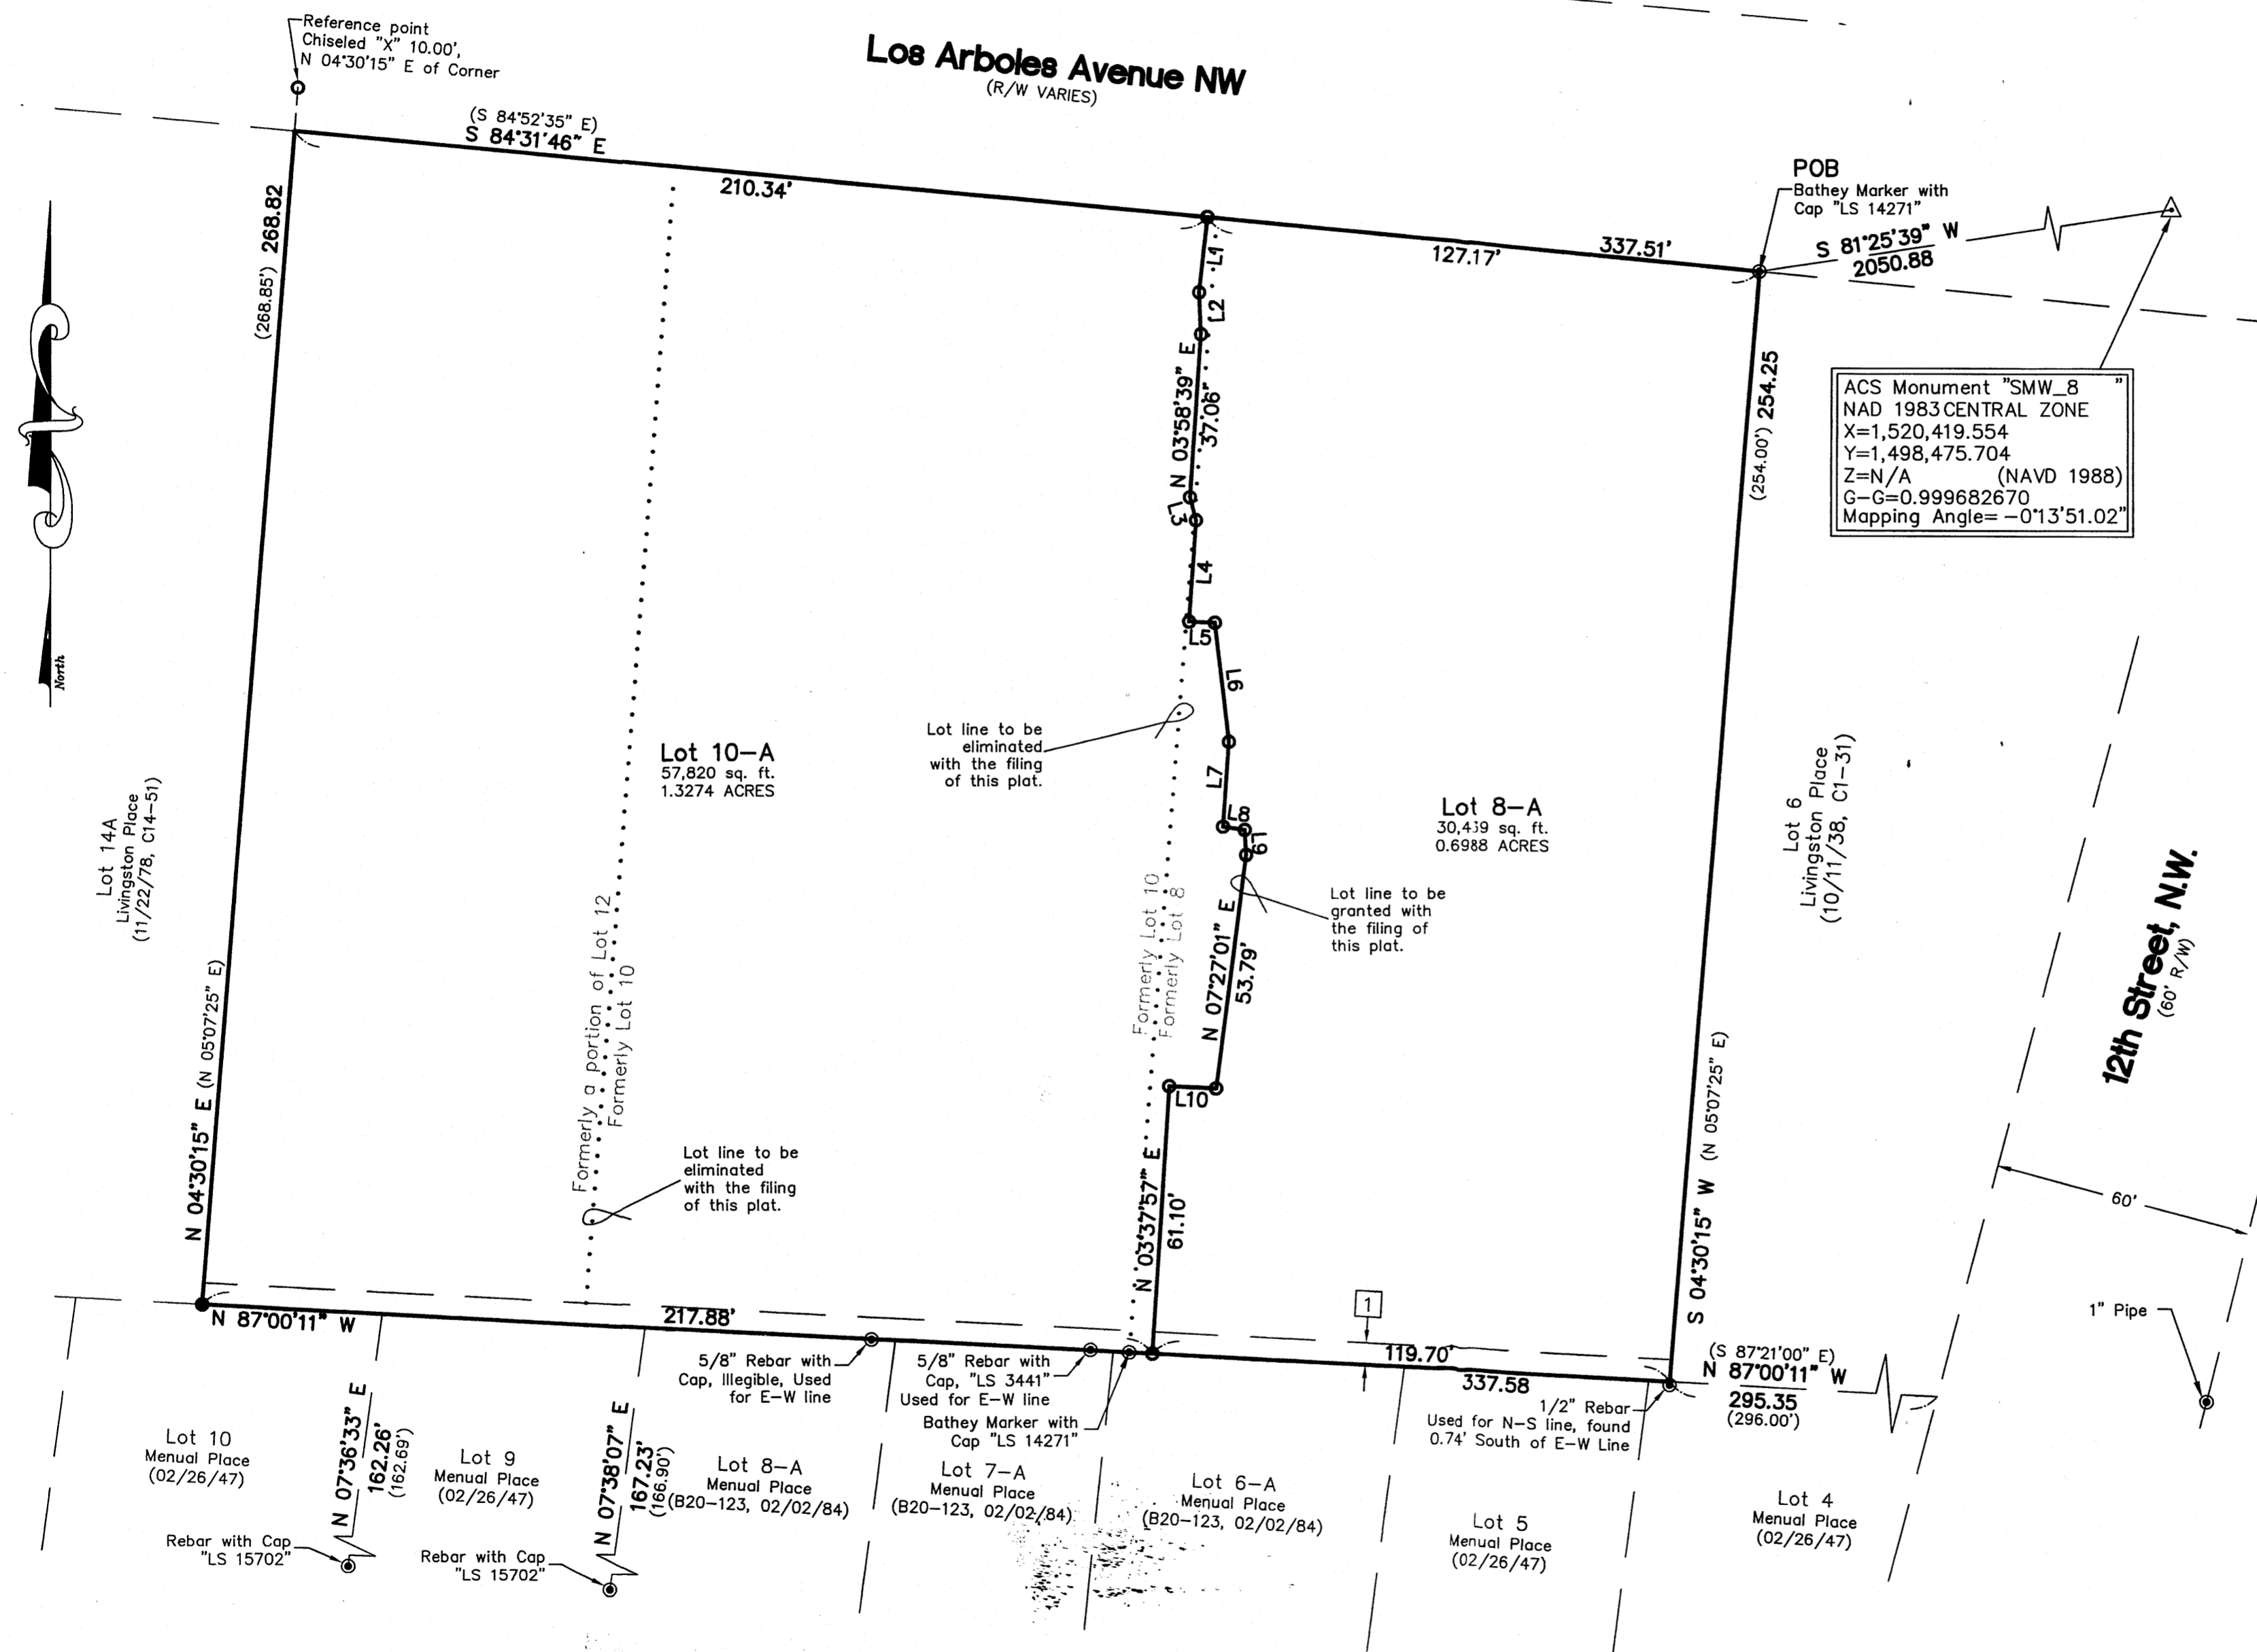 Reference point
Chiseled "X" 10.00',
N 04°30'15" E of Corner
Los Arboles Avenue NW
(R/W VARIES)
(S 84°52'35" E)
S 84°31'46" E
210.34'
127.17'
337.51'
POB
Bathey Marker with
Cap "LS 14271"
S 81°25'39" W
2050.88
ACS Monument "SMW_8 "
NAD 1983 CENTRAL ZONE
X=1,520,419.554
Y=1,498,475.704
Z=N/A (NAVD 1988)
G-G=0.999682670
Mapping Angle= -0°13'51.02"
(268.85') 268.82
N 04°30'15" E (N 05°07'25" E)
North
Lot 14A
Livingston Place
(11/22/78, C14-51)
L1
L2
N 03°58'39" E
37.06'
L3
L4
L5
L6
L7
L8
L9
N 07°27'01" E
53.79'
L10
N 03°37'57" E
61.10'
Lot 10-A
57,820 sq. ft.
1.3274 ACRES
Lot line to be
eliminated
with the filing
of this plat.
Lot 8-A
30,439 sq. ft.
0.6988 ACRES
Lot line to be
granted with
the filing of
this plat.
Formerly a portion of Lot 12
Formerly Lot 10
Formerly Lot 10
Formerly Lot 8
Lot line to be
eliminated
with the filing
of this plat.
(254.00') 254.25
S 04°30'15" W (N 05°07'25" E)
Lot 6
Livingston Place
(10/11/38, C1-31)
12th Street, N.W.
(60' R/W)
60'
1" Pipe
N 87°00'11" W
217.88'
1
119.70'
337.58
(S 87°21'00" E)
N 87°00'11" W
295.35
(296.00')
5/8" Rebar with
Cap, Illegible, Used
for E-W line
5/8" Rebar with
Cap, "LS 3441"
Used for E-W line
Bathey Marker with
Cap "LS 14271"
1/2" Rebar
Used for N-S line, found
0.74' South of E-W Line
Lot 10
Menual Place
(02/26/47)
N 07°36'33" E
162.26'
(162.69')
Rebar with Cap
"LS 15702"
Lot 9
Menual Place
(02/26/47)
N 07°38'07" E
167.23'
(166.90')
Rebar with Cap
"LS 15702"
Lot 8-A
Menual Place
(B20-123, 02/02/84)
Lot 7-A
Menual Place
(B20-123, 02/02/84)
Lot 6-A
Menual Place
(B20-123, 02/02/84)
Lot 5
Menual Place
(02/26/47)
Lot 4
Menual Place
(02/26/47)